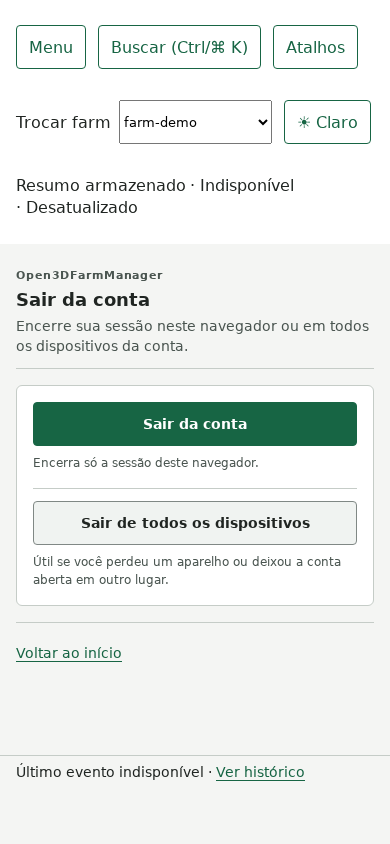 Menu
Buscar (Ctrl/⌘ K)
Atalhos
Trocar farm
farm-demo
☀ Claro
Resumo armazenado · Indisponível
· Desatualizado
Open3DFarmManager
Sair da conta
Encerre sua sessão neste navegador ou em todos
os dispositivos da conta.
Sair da conta
Encerra só a sessão deste navegador.
Sair de todos os dispositivos
Útil se você perdeu um aparelho ou deixou a conta
aberta em outro lugar.
Voltar ao início
Último evento indisponível · Ver histórico